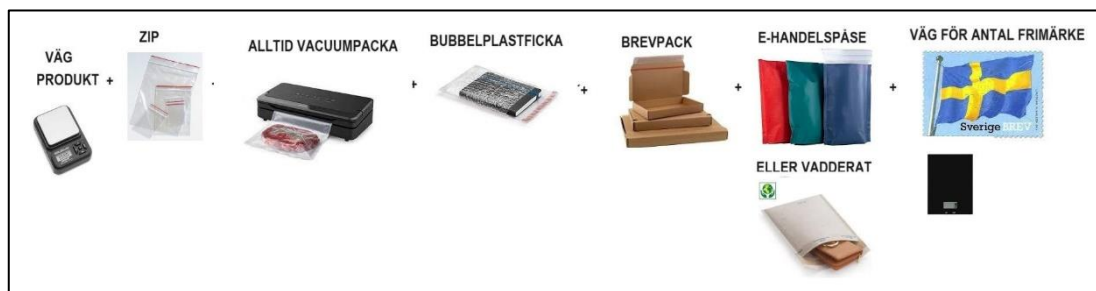 VÄG
PRODUKT +
ZIP
ALLTID VACUUMPACKA
+
BUBBELPLASTFICKA
+
BREVPACK
+
E-HANDELSPÅSE
+
VÄG FÖR ANTAL FRIMÄRKE
Sverige BREV
ELLER VADDERAT